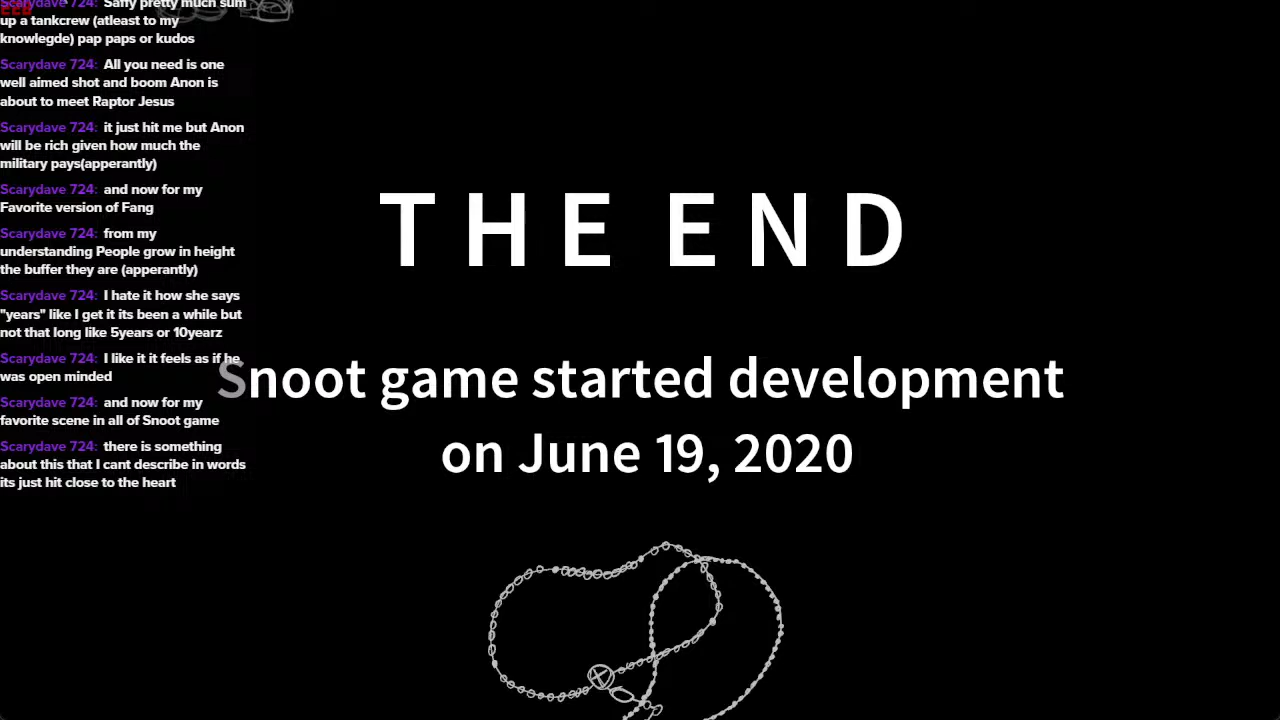 Scarydave 724: Saffy pretty much sum
up a tankcrew (atleast to my
knowlegde) pap paps or kudos
Scarydave 724: All you need is one
well aimed shot and boom Anon is
about to meet Raptor Jesus
Scarydave 724: it just hit me but Anon
will be rich given how much the
military pays(apperantly)
Scarydave 724: and now for my
Favorite version of Fang
Scarydave 724: from my
understanding People grow in height
the buffer they are (apperantly)
Scarydave 724: I hate it how she says
"years" like I get it its been a while but
not that long like 5years or 10yearz
Scarydave 724: I like it it feels as if he
was open minded
Scarydave 724: and now for my
favorite scene in all of Snoot game
Scarydave 724: there is something
about this that I cant describe in words
its just hit close to the heart
THE END
Snoot game started development
on June 19, 2020